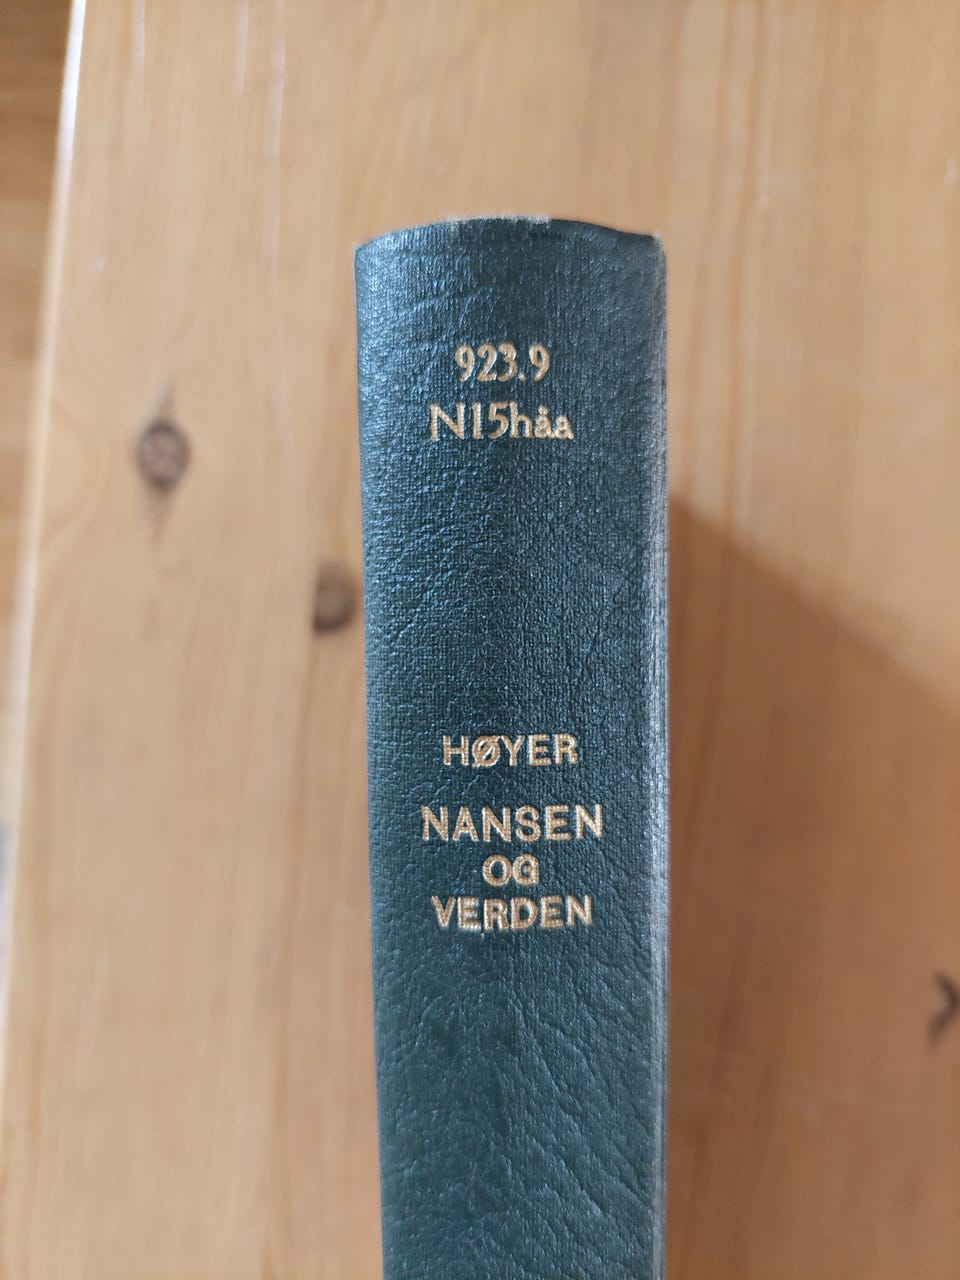 923.9
N15håa
HØYER
NANSEN
OG
VERDEN